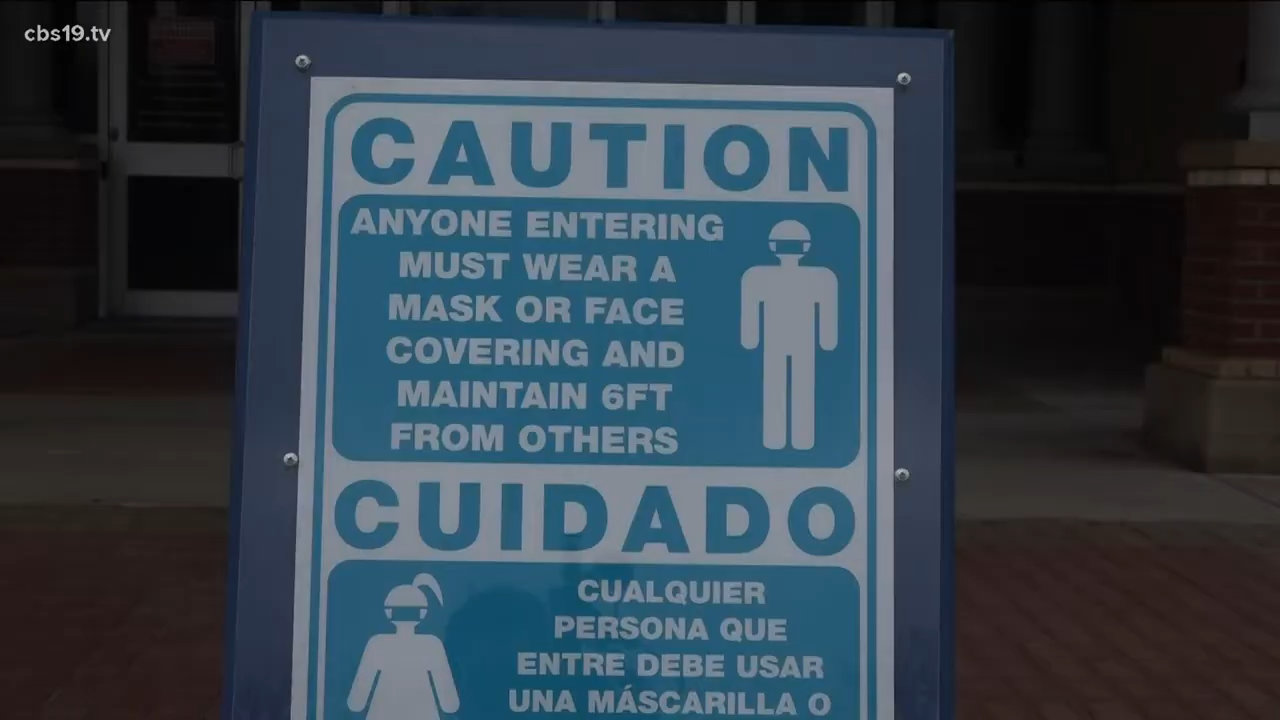 cbs19.tv
CAUTION
ANYONE ENTERING
MUST WEAR A
MASK OR FACE
COVERING AND
MAINTAIN 6FT
FROM OTHERS
CUIDADO
CUALQUIER
PERSONA QUE
ENTRE DEBE USAR
UNA MÁSCARILLA O